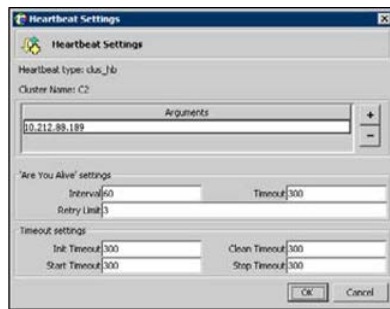 Heartbeat Settings
Heartbeat Settings
Heartbeat type: clus_hb
Cluster Name: C2
Arguments
10.212.88.189
+
-
'Are You Alive' settings
Interval 60 Timeout 300
Retry Limit 3
Timeout settings
Init Timeout 300 Clean Timeout 300
Start Timeout 300 Stop Timeout 300
OK Cancel